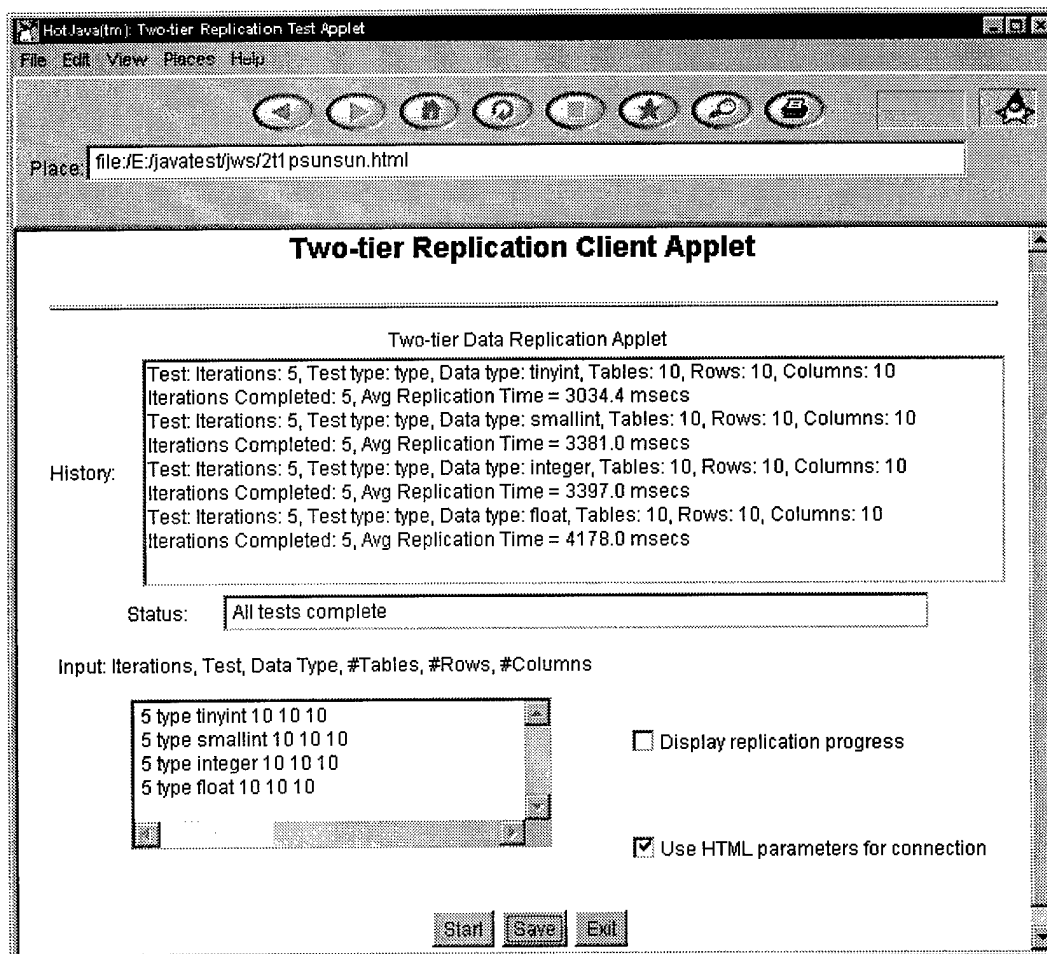 HotJava(tm): Two-tier Replication Test Applet
File Edit View Places Help
Place: file:/E:/javatest/jws/2t1psunsun.html
Two-tier Replication Client Applet
Two-tier Data Replication Applet
History:
Test: Iterations: 5, Test type: type, Data type: tinyint, Tables: 10, Rows: 10, Columns: 10
Iterations Completed: 5, Avg Replication Time = 3034.4 msecs
Test: Iterations: 5, Test type: type, Data type: smallint, Tables: 10, Rows: 10, Columns: 10
Iterations Completed: 5, Avg Replication Time = 3381.0 msecs
Test: Iterations: 5, Test type: type, Data type: integer, Tables: 10, Rows: 10, Columns: 10
Iterations Completed: 5, Avg Replication Time = 3397.0 msecs
Test: Iterations: 5, Test type: type, Data type: float, Tables: 10, Rows: 10, Columns: 10
Iterations Completed: 5, Avg Replication Time = 4178.0 msecs
Status: All tests complete
Input: Iterations, Test, Data Type, #Tables, #Rows, #Columns
5 type tinyint 10 10 10
5 type smallint 10 10 10
5 type integer 10 10 10
5 type float 10 10 10
Display replication progress
Use HTML parameters for connection
Start Save Exit